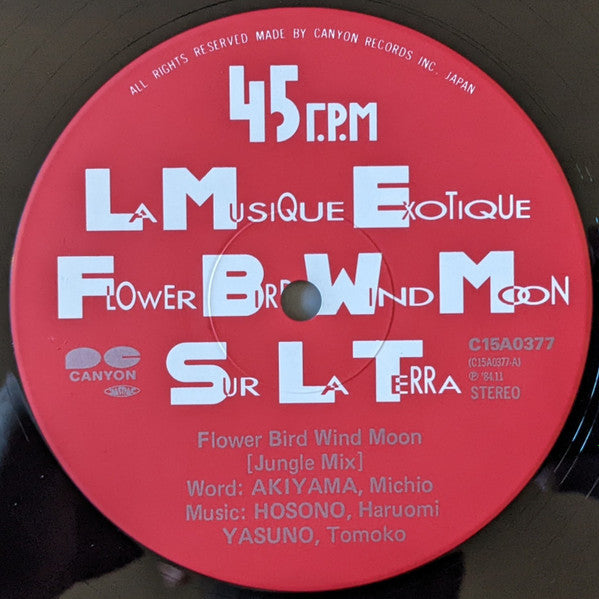 ALL RIGHTS RESERVED MADE BY CANYON RECORDS INC. JAPAN
45 r.P.M
LA MUSIQUE EXOTIQUE
FLOWER BIRD WIND MOON
SUR LA TERRA
PC
CANYON
C15A0377
(C15A0377-A)
Ⓟ '84.11
STEREO
Flower Bird Wind Moon
[Jungle Mix]
Word: AKIYAMA, Michio
Music: HOSONO, Haruomi
YASUNO, Tomoko